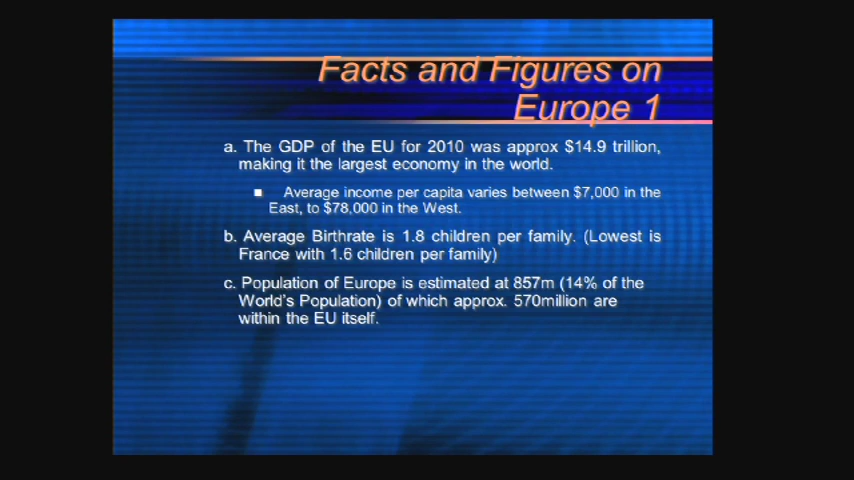 Facts and Figures on
Europe 1
a. The GDP of the EU for 2010 was approx $14.9 trillion,
making it the largest economy in the world.
■ Average income per capita varies between $7,000 in the
East, to $78,000 in the West.
b. Average Birthrate is 1.8 children per family. (Lowest is
France with 1.6 children per family)
c. Population of Europe is estimated at 857m (14% of the
World's Population) of which approx. 570million are
within the EU itself.